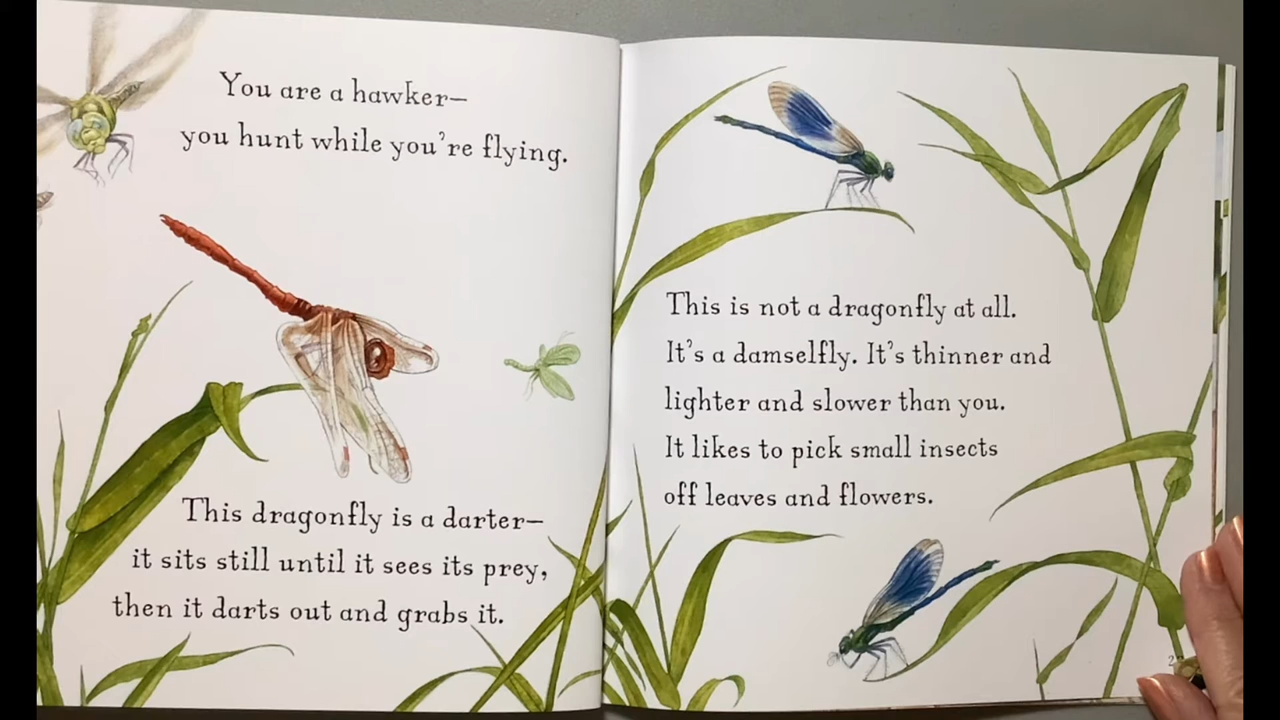 You are a hawker—
you hunt while you're flying.
This dragonfly is a darter—
it sits still until it sees its prey,
then it darts out and grabs it.
This is not a dragonfly at all.
It's a damselfly. It's thinner and
lighter and slower than you.
It likes to pick small insects
off leaves and flowers.